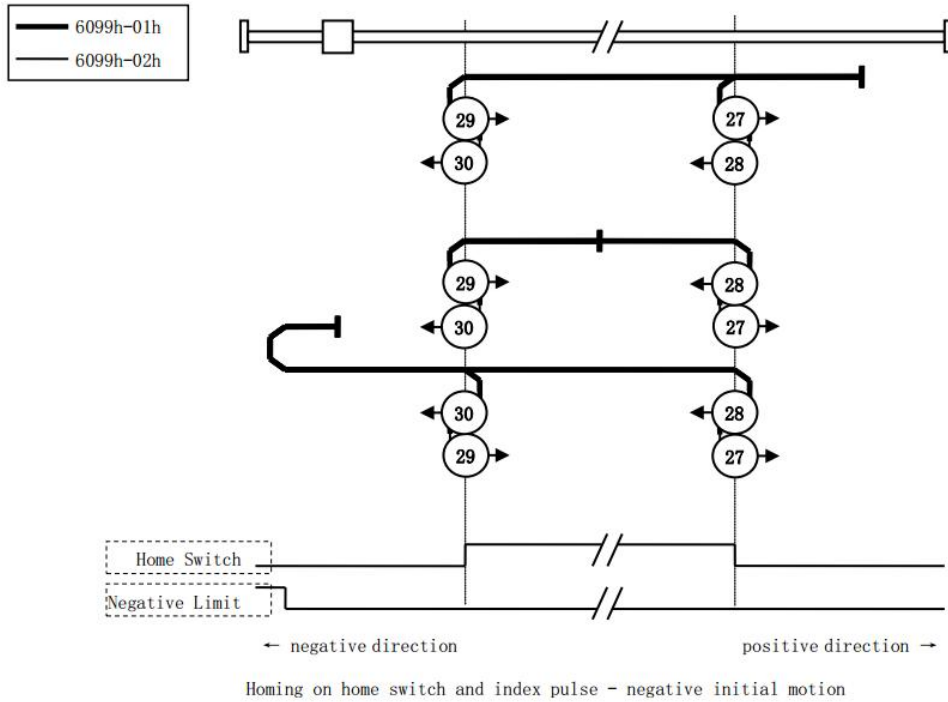 6099h-01h
6099h-02h
29 27
30 28
29 28
30 27
30 28
29 27
Home Switch
Negative Limit
← negative direction positive direction →
Homing on home switch and index pulse - negative initial motion